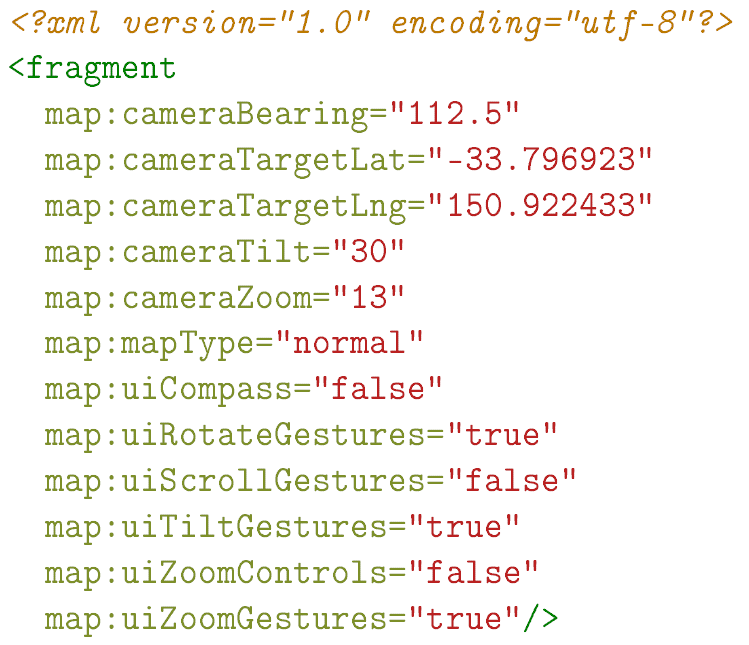 <?xml version="1.0" encoding="utf-8"?>
<fragment
  map:cameraBearing="112.5"
  map:cameraTargetLat="-33.796923"
  map:cameraTargetLng="150.922433"
  map:cameraTilt="30"
  map:cameraZoom="13"
  map:mapType="normal"
  map:uiCompass="false"
  map:uiRotateGestures="true"
  map:uiScrollGestures="false"
  map:uiTiltGestures="true"
  map:uiZoomControls="false"
  map:uiZoomGestures="true"/>